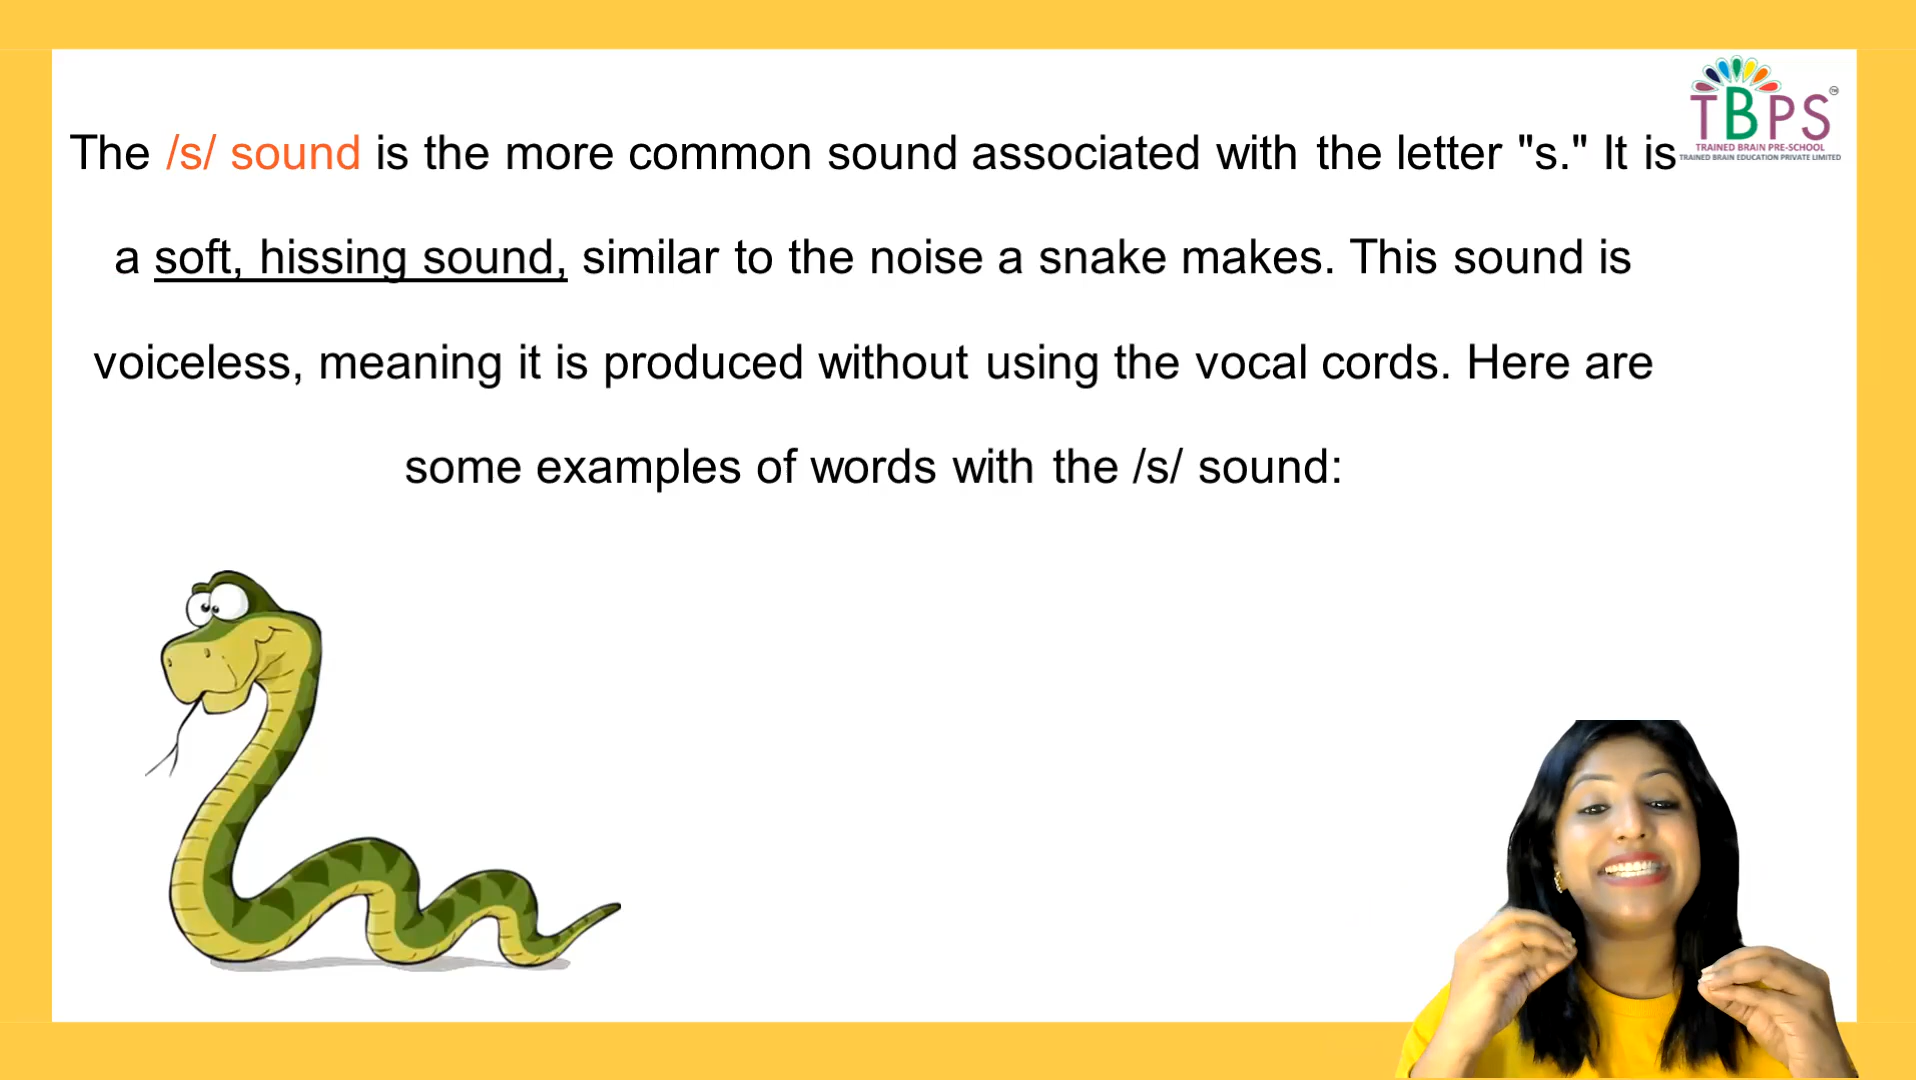 The /s/ sound is the more common sound associated with the letter "s." It is
a soft, hissing sound, similar to the noise a snake makes. This sound is
voiceless, meaning it is produced without using the vocal cords. Here are
some examples of words with the /s/ sound:
TBPS
TRAINED BRAIN PRE-SCHOOL
TRAINED BRAIN EDUCATION PRIVATE LIMITED